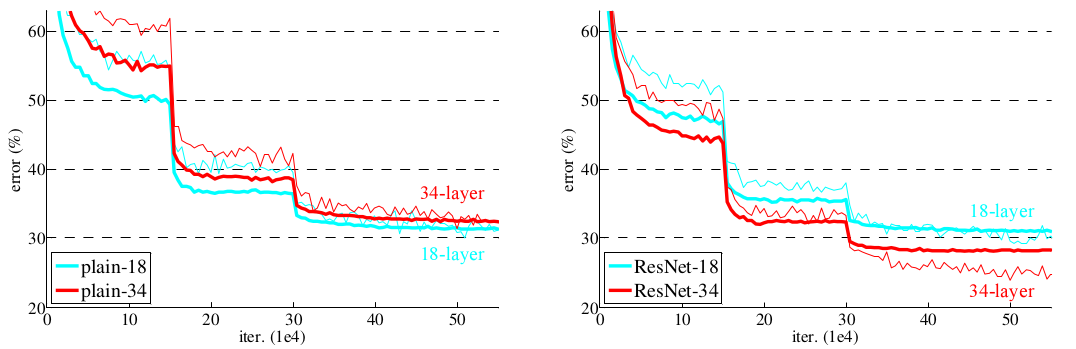 60
50
40
30
20
error (%)
34-layer
18-layer
plain-18
plain-34
10 20 30 40 50
0
iter. (1e4)
60
50
40
30
20
error (%)
18-layer
34-layer
ResNet-18
ResNet-34
0 10 20 30 40 50
iter. (1e4)